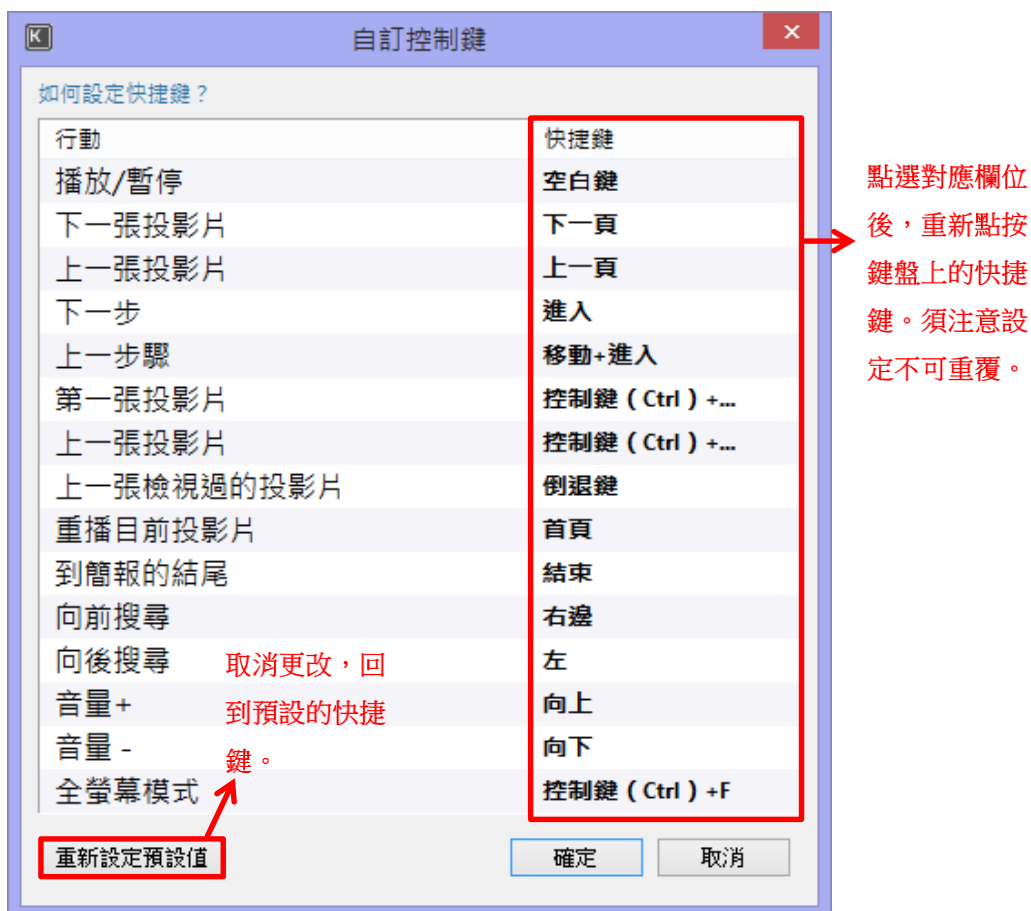 K
自訂控制鍵
×
如何設定快捷鍵？
行動 快捷鍵
播放/暫停 空白鍵
下一張投影片 下一頁
上一張投影片 上一頁
下一步 進入
上一步驟 移動+進入
第一張投影片 控制鍵（Ctrl）+...
上一張投影片 控制鍵（Ctrl）+...
上一張檢視過的投影片 倒退鍵
重播目前投影片 首頁
到簡報的結尾 結束
向前搜尋 右邊
向後搜尋 左
音量+ 向上
音量 - 向下
全螢幕模式 控制鍵（Ctrl）+F
取消更改，回
到預設的快捷
鍵。
重新設定預設值 確定 取消
點選對應欄位
後，重新點按
鍵盤上的快捷
鍵。須注意設
定不可重覆。